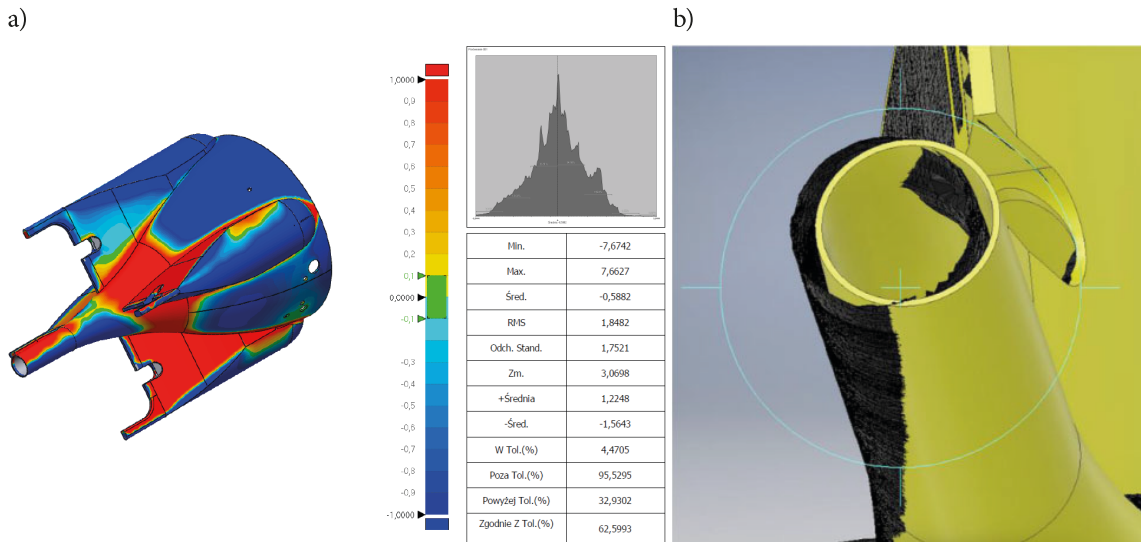 a)
b)
1,0000
0,9
0,8
0,7
0,6
0,5
0,4
0,3
0,2
0,1
0,0000
-0,1
-0,3
-0,4
-0,5
-0,6
-0,7
-0,8
-0,9
-1,0000
Min. -7,6742
Max. 7,6627
Śred. -0,5882
RMS 1,8482
Odch. Stand. 1,7521
Zm. 3,0698
+Średnia 1,2248
-Śred. -1,5643
W Tol.(%) 4,4705
Poza Tol.(%) 95,5295
Powyżej Tol.(%) 32,9302
Zgodnie Z Tol.(%) 62,5993